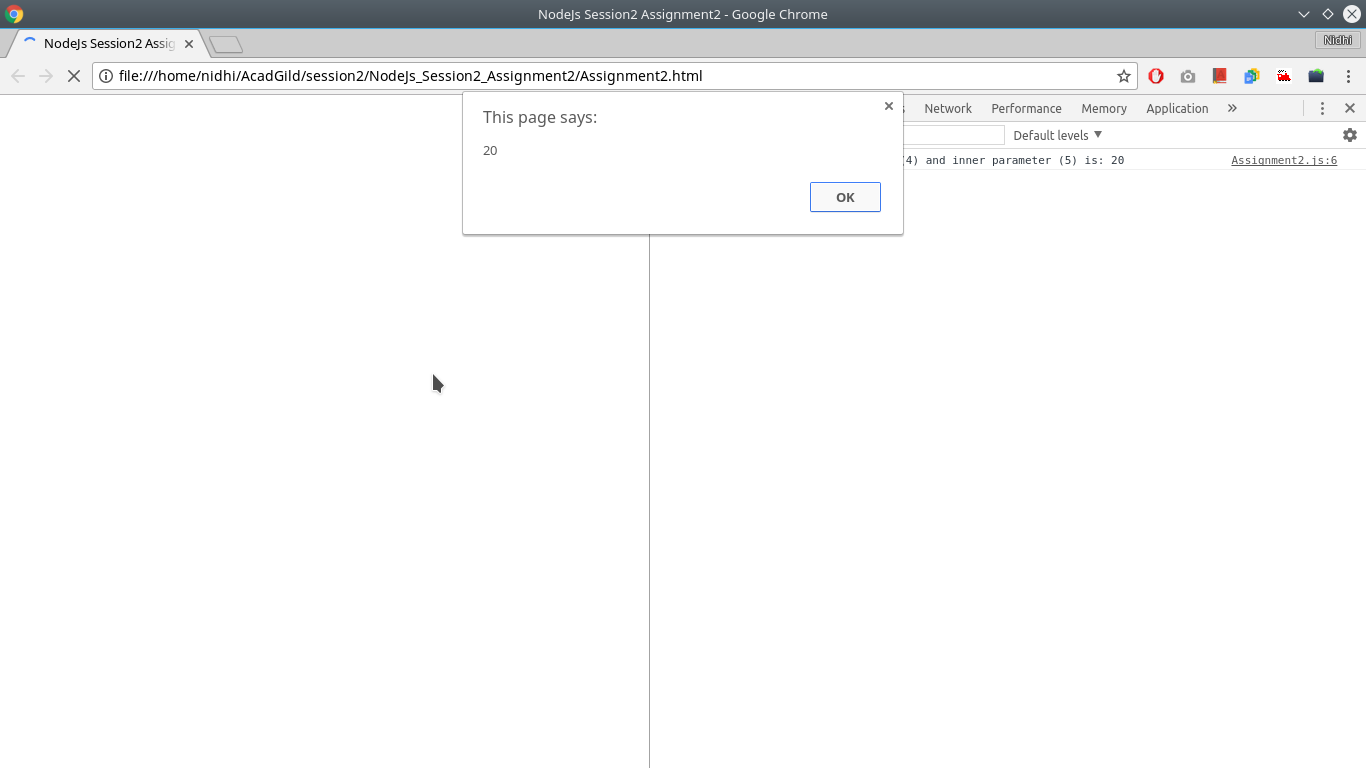 NodeJs Session2 Assignment2 - Google Chrome
NodeJs Session2 Assig
Nidhi
file:///home/nidhi/AcadGild/session2/NodeJs_Session2_Assignment2/Assignment2.html
This page says:
20
OK
Network Performance Memory Application
Default levels
(4) and inner parameter (5) is: 20 Assignment2.js:6